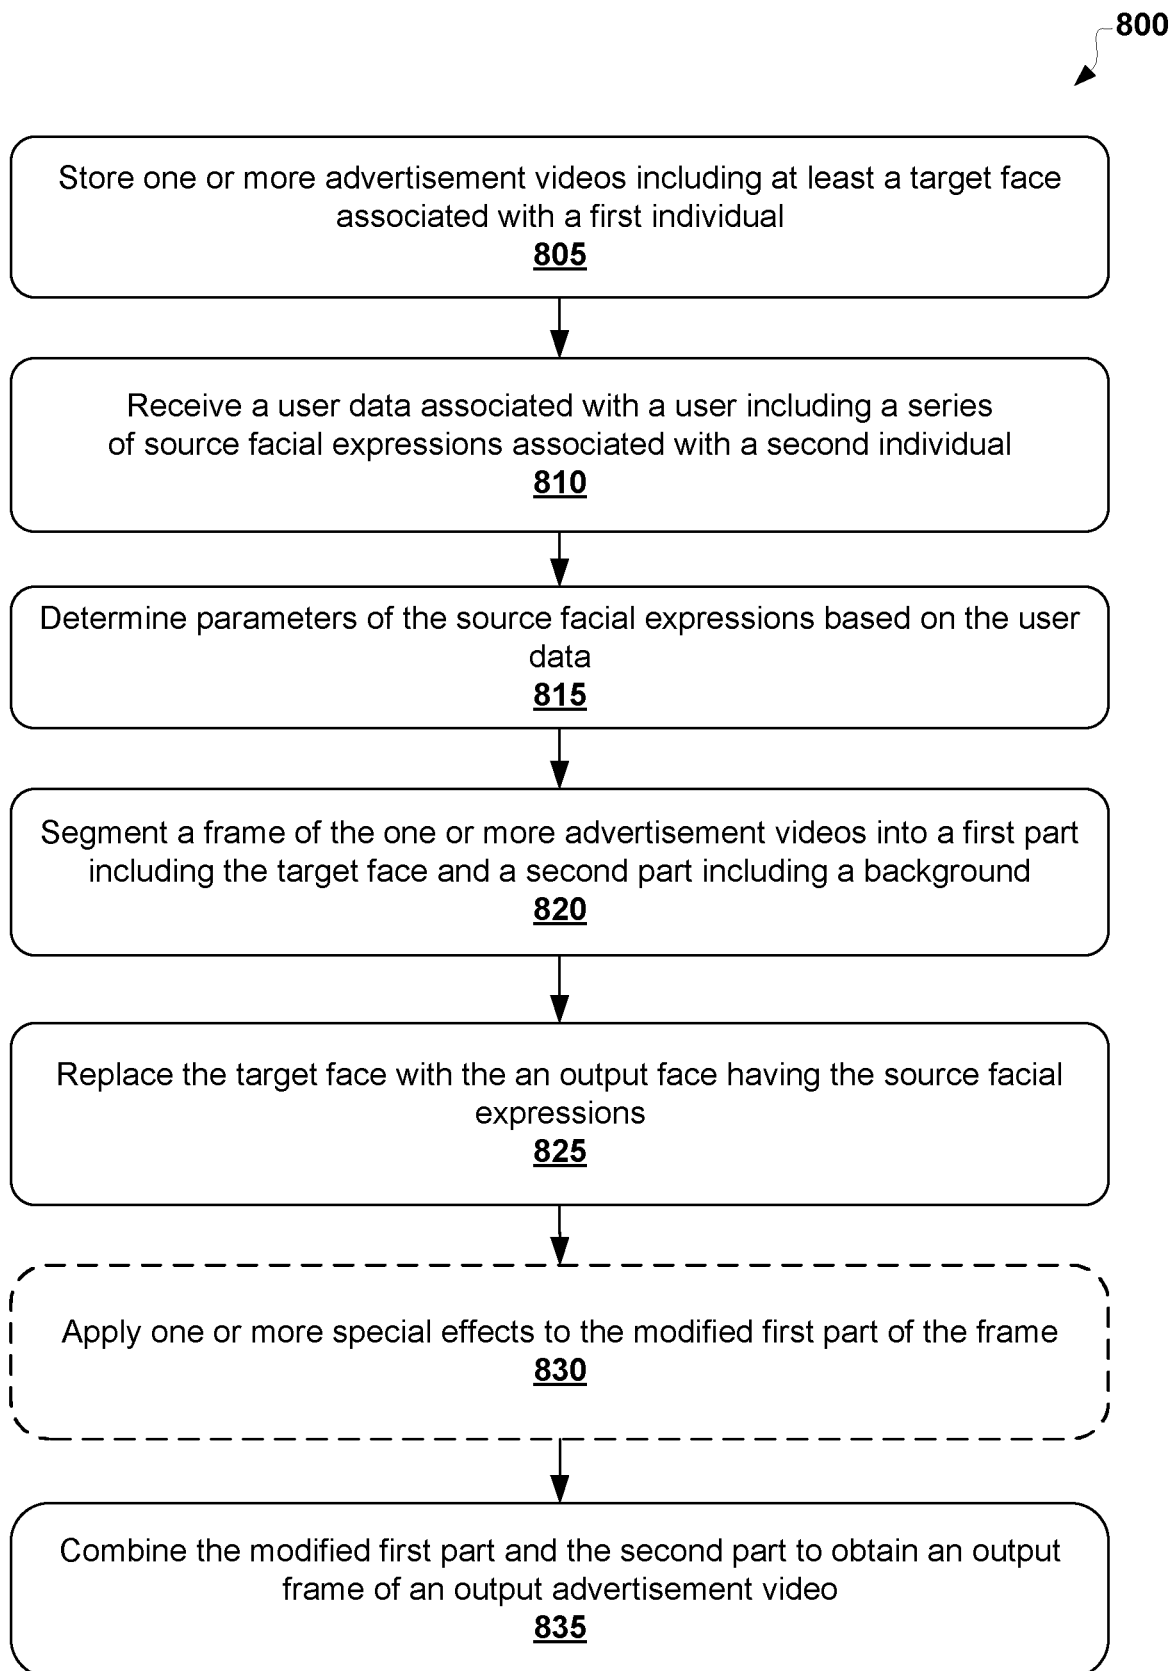 800
Store one or more advertisement videos including at least a target face
associated with a first individual
805
Receive a user data associated with a user including a series
of source facial expressions associated with a second individual
810
Determine parameters of the source facial expressions based on the user
data
815
Segment a frame of the one or more advertisement videos into a first part
including the target face and a second part including a background
820
Replace the target face with the an output face having the source facial
expressions
825
Apply one or more special effects to the modified first part of the frame
830
Combine the modified first part and the second part to obtain an output
frame of an output advertisement video
835